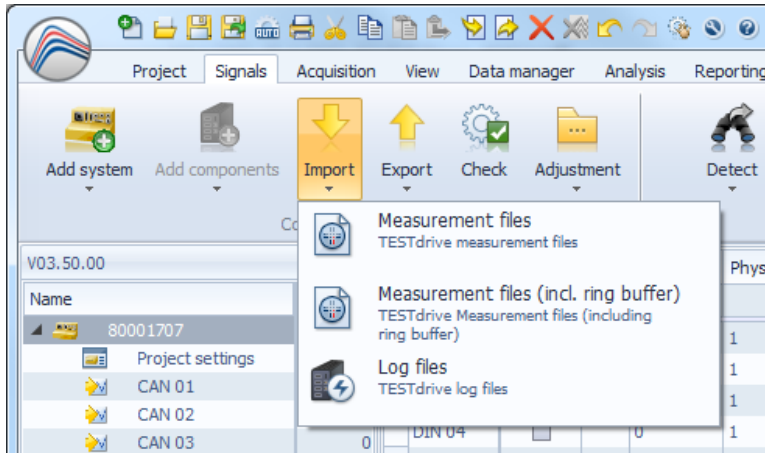 AUTO
Project Signals Acquisition View Data manager Analysis Reporting
Add system Add components Import Export Check Adjustment Detect
Co
Measurement files
TESTdrive measurement files
Measurement files (incl. ring buffer)
TESTdrive Measurement files (including
ring buffer)
Log files
TESTdrive log files
V03.50.00
Phys
Name
80001707
1
Project settings
1
CAN 01
1
CAN 02
DIN 04 0 1
CAN 03 0